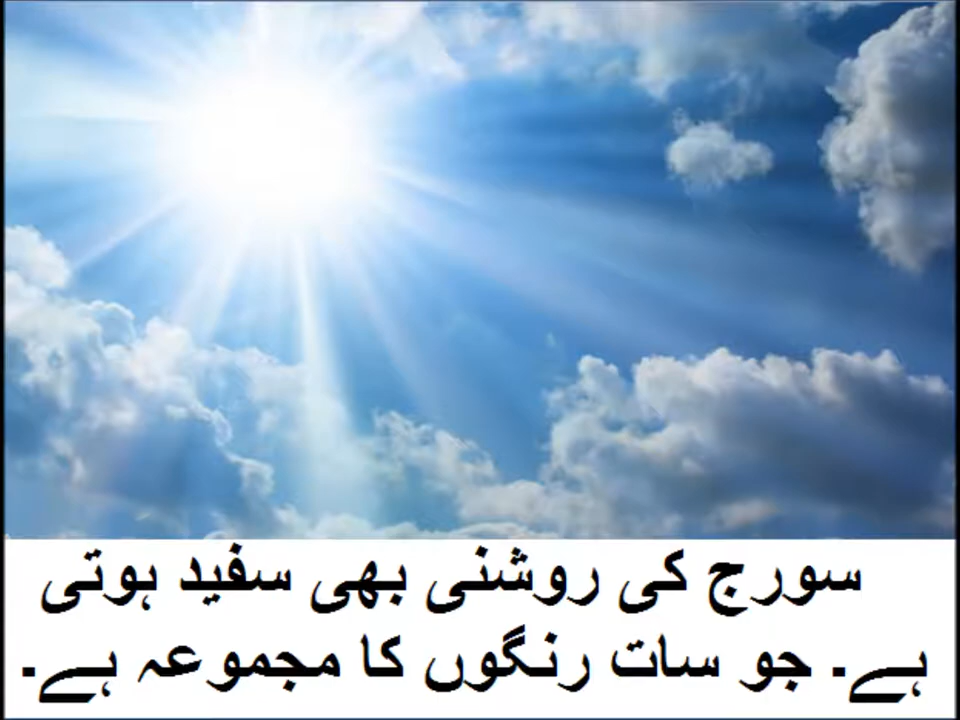 سورج کی روشنی بھی سفید ہوتی
ہے۔ جو سات رنگوں کا مجموعہ ہے۔